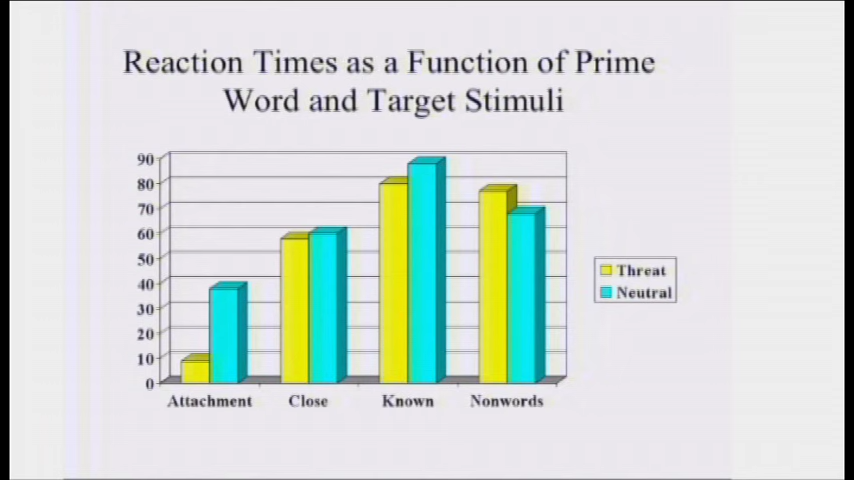 Reaction Times as a Function of Prime
Word and Target Stimuli
90
80
70
60
50
40
30
20
10
0
Attachment Close Known Nonwords
Threat
Neutral